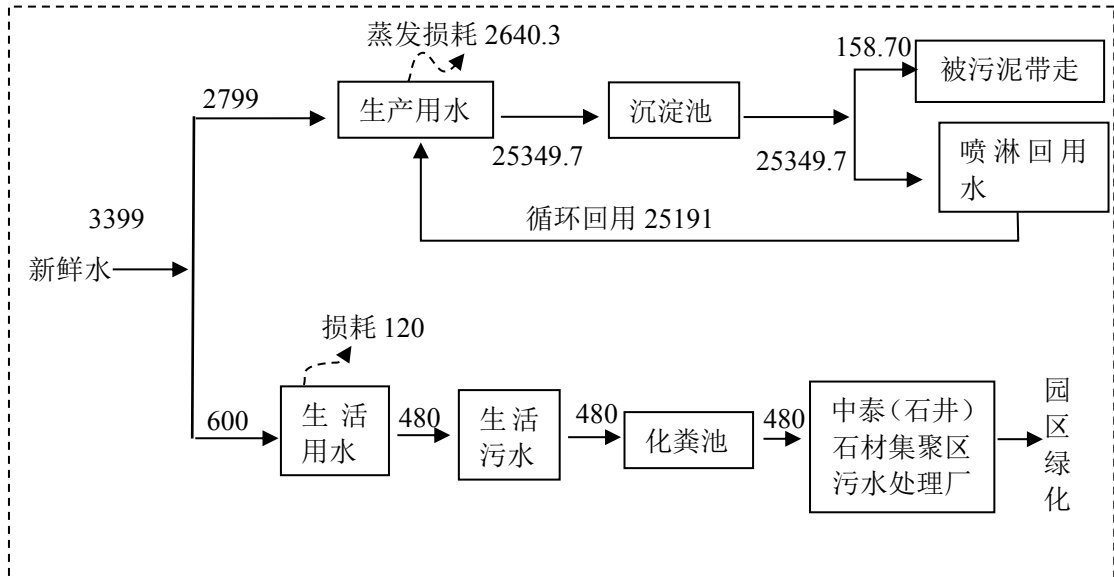 蒸发损耗 2640.3
158.70
被污泥带走
2799
生产用水
沉淀池
25349.7
25349.7
喷淋回用
水
循环回用 25191
3399
新鲜水
损耗 120
600
生活
用水
480
生活
污水
480
化粪池
480
中泰（石井）
石材集聚区
污水处理厂
园
区
绿
化